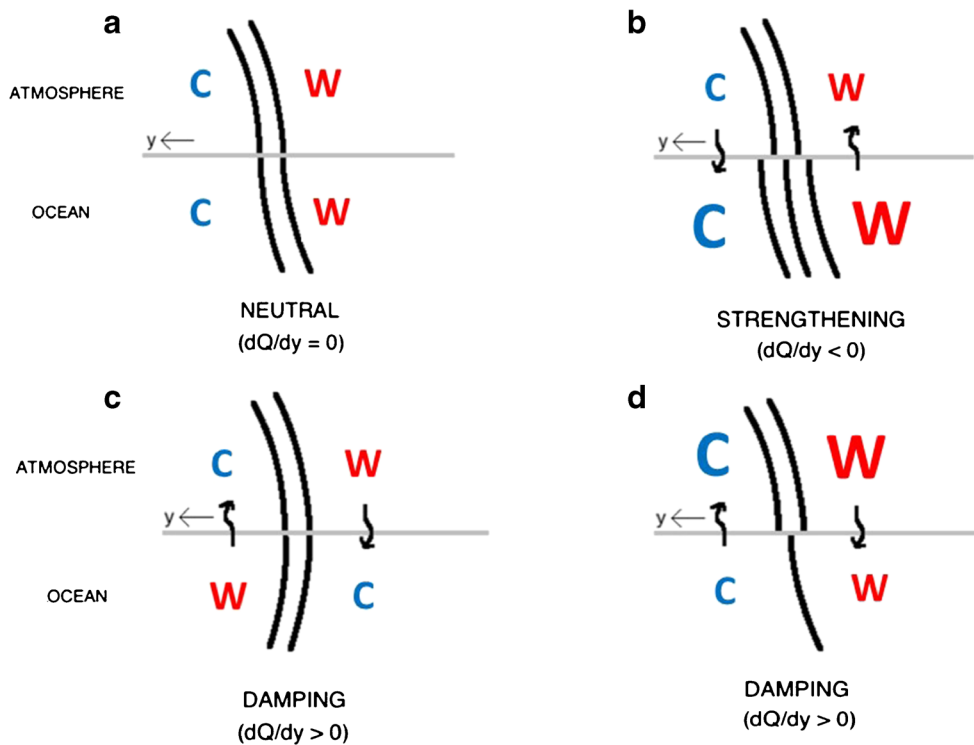 a
ATMOSPHERE
C
W
y
OCEAN
C
W
NEUTRAL
(dQ/dy = 0)
b
C
W
y
C
W
STRENGTHENING
(dQ/dy < 0)
c
ATMOSPHERE
C
W
y
OCEAN
W
C
DAMPING
(dQ/dy > 0)
d
C
W
y
C
W
DAMPING
(dQ/dy > 0)